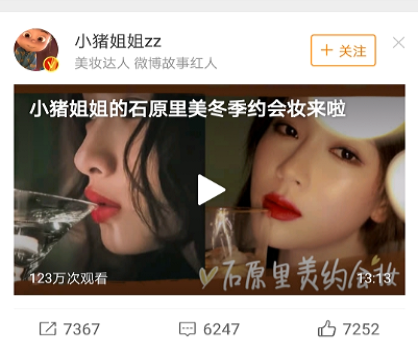 小猪姐姐zz
+ 关注
美妆达人 微博故事红人
小猪姐姐的石原里美冬季约会妆来啦
石原里美约会妆
123万次观看
13:13
7367
6247
7252